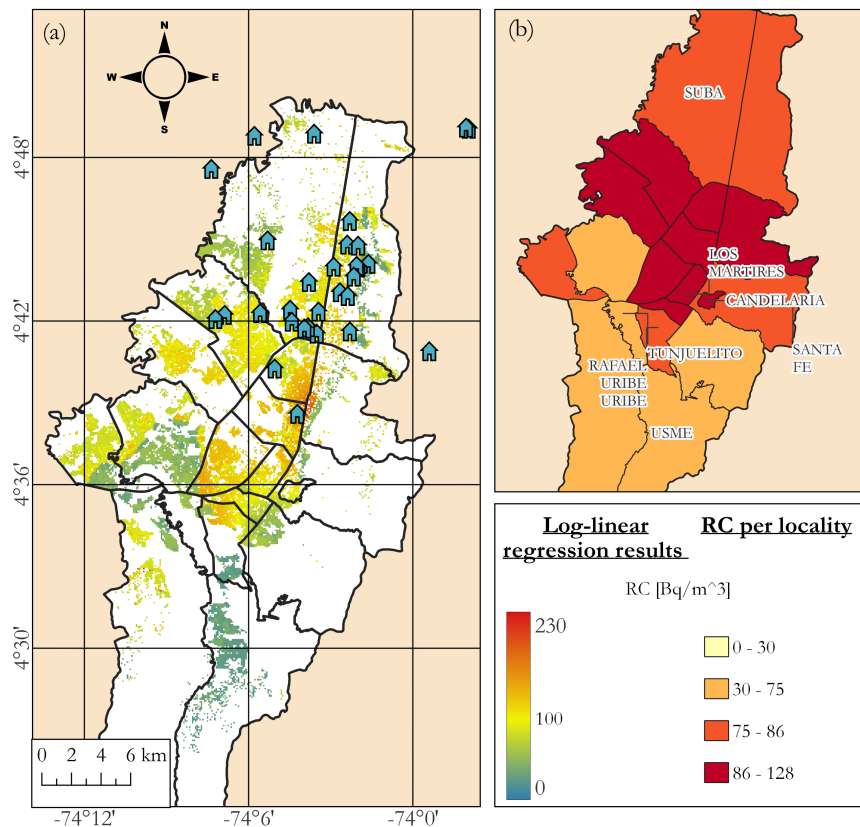 (a)
N
W
E
S
4°48'
4°42'
4°36'
4°30'
0 2 4 6 km
-74°12'
-74°6'
-74°0'
(b)
SUBA
LOS
MARTIRES
CANDELARIA
TUNJUELITO
SANTA
FE
RAFAEL
URIBE
URIBE
USME
Log-linear
regression results
RC per locality
RC [Bq/m^3]
230
100
0
0 - 30
30 - 75
75 - 86
86 - 128